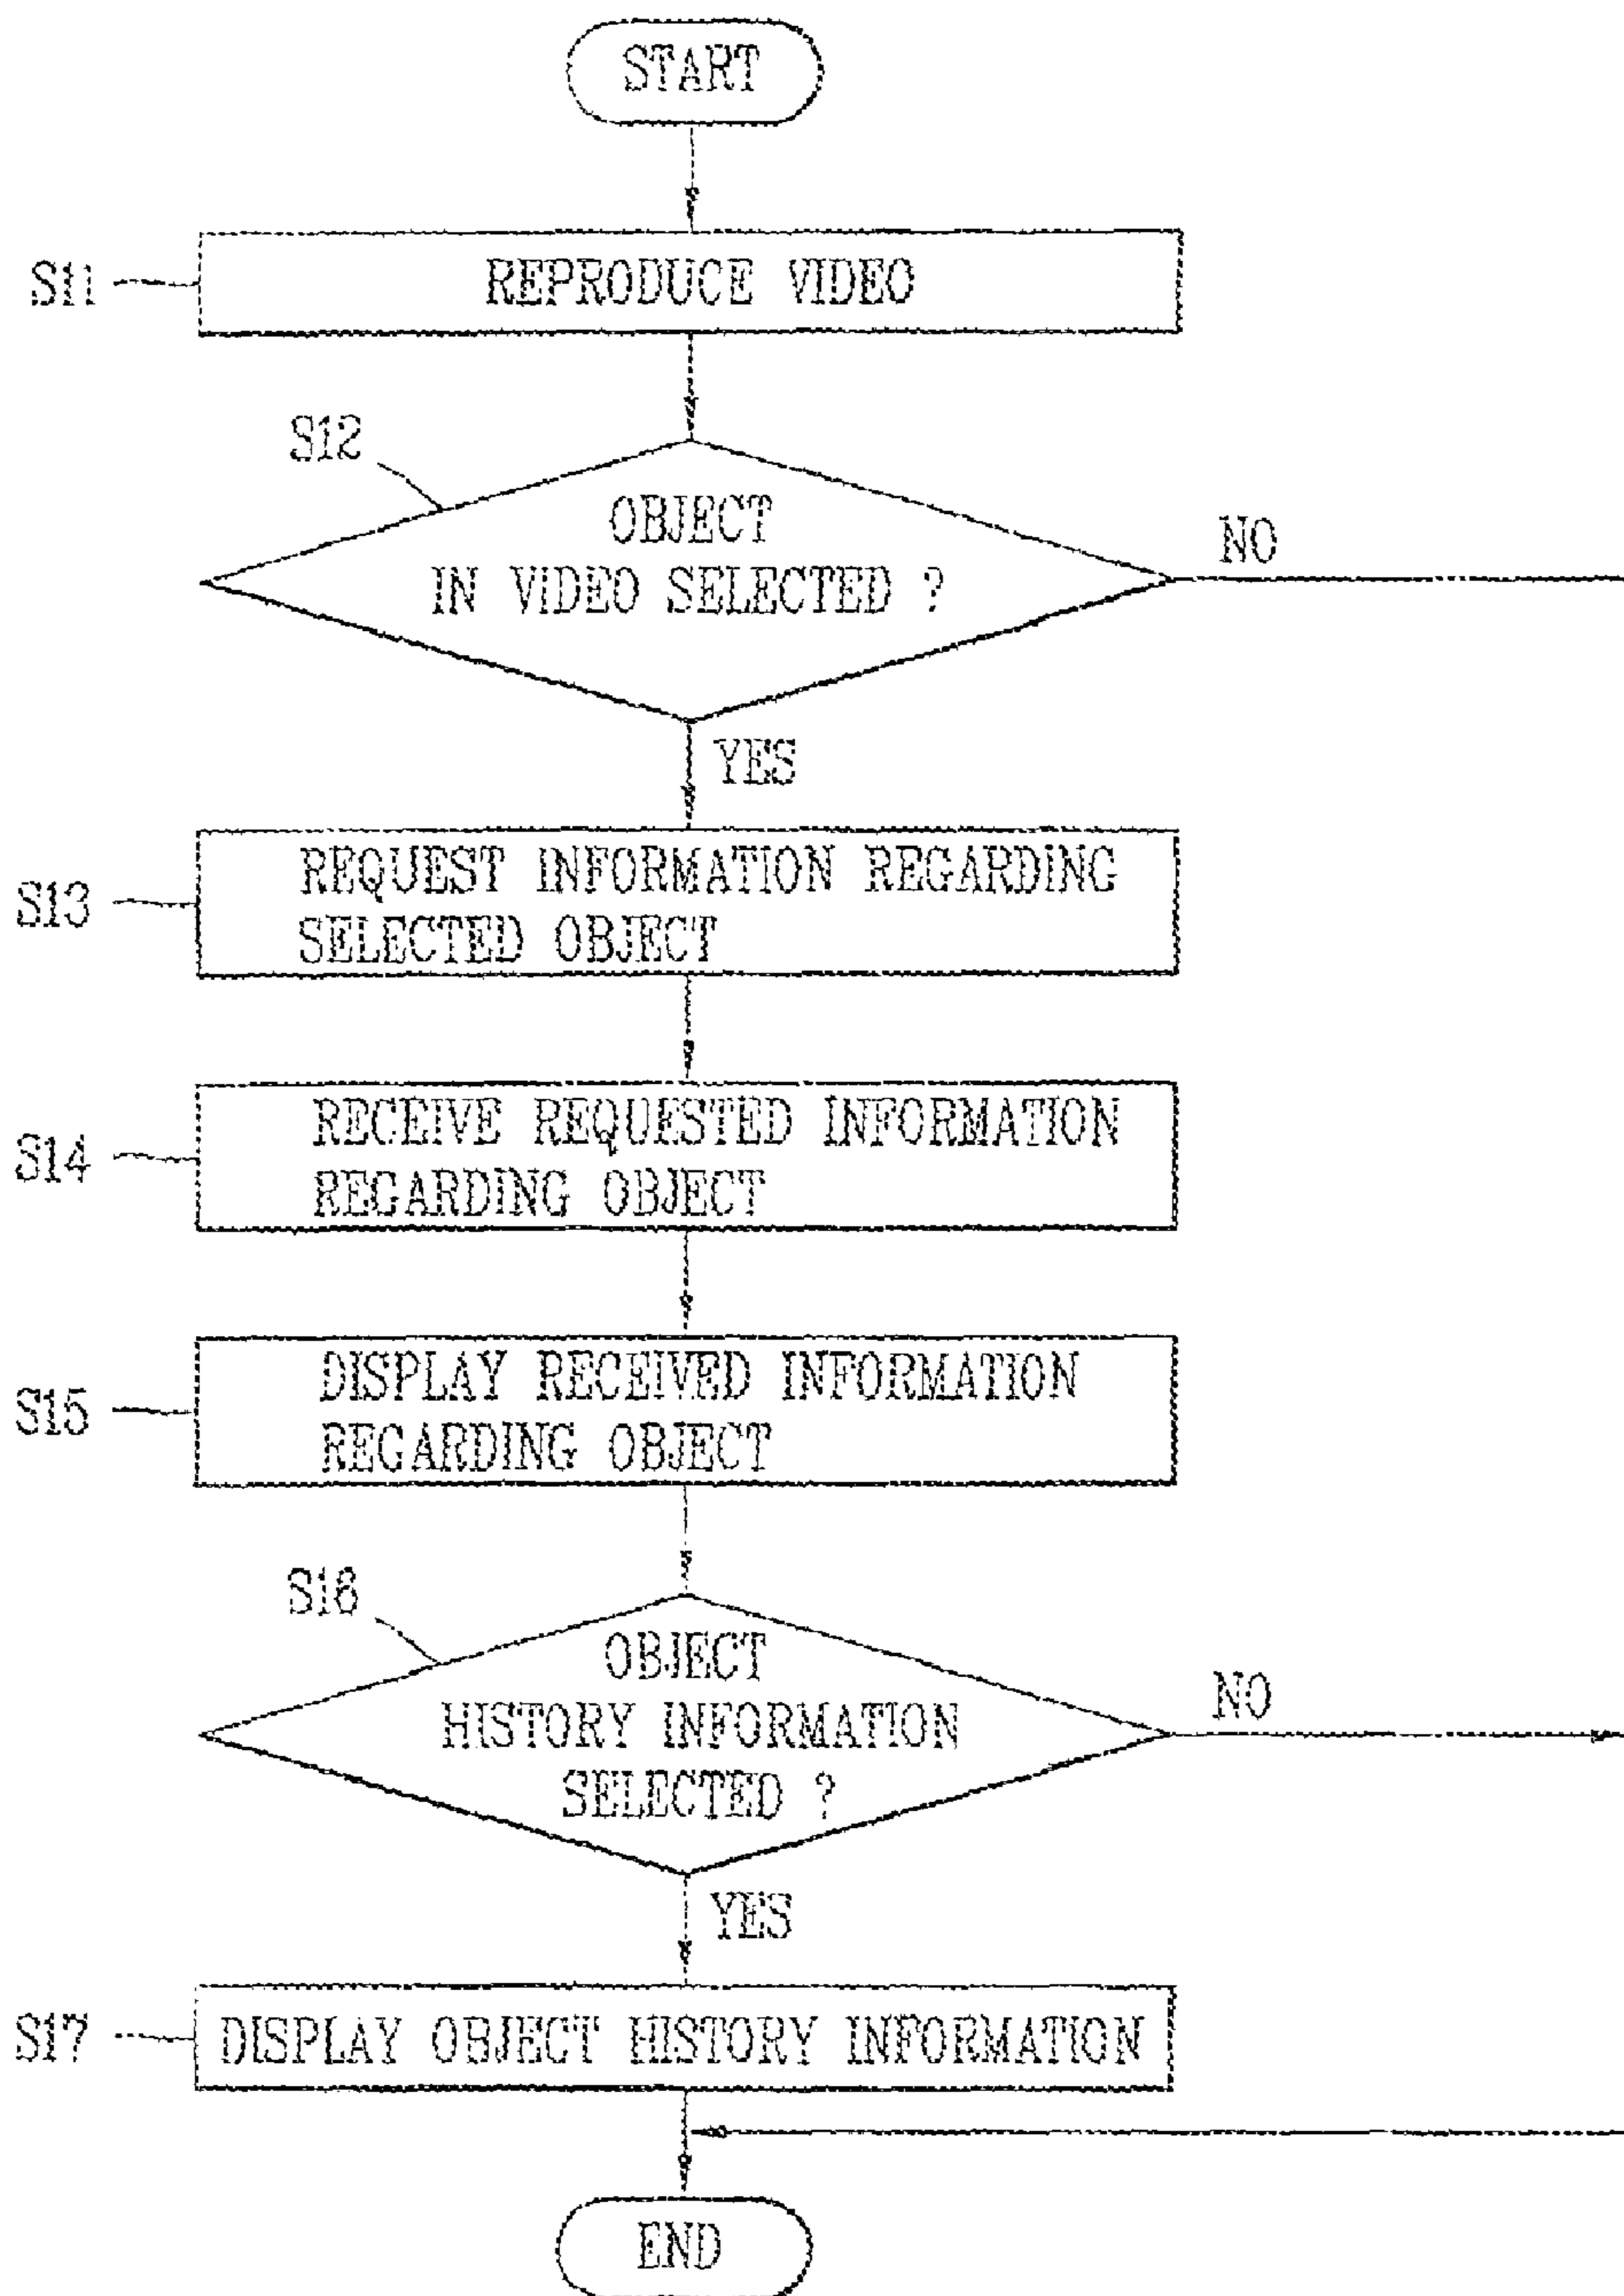 START
S11
REPRODUCE VIDEO
S12
OBJECT
IN VIDEO SELECTED ?
NO
YES
S13
REQUEST INFORMATION REGARDING
SELECTED OBJECT
S14
RECEIVE REQUESTED INFORMATION
REGARDING OBJECT
S15
DISPLAY RECEIVED INFORMATION
REGARDING OBJECT
S16
OBJECT
HISTORY INFORMATION
SELECTED ?
NO
YES
S17
DISPLAY OBJECT HISTORY INFORMATION
END